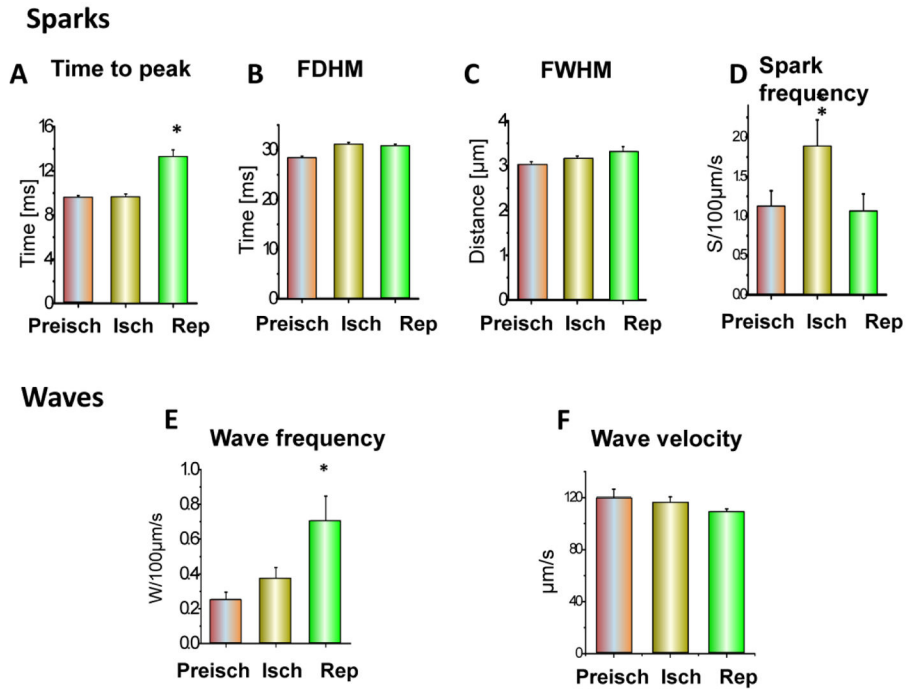 Sparks
A Time to peak
Time [ms]
16
12
8
4
0
Preisch Isch Rep
*
B FDHM
Time [ms]
30
20
10
0
Preisch Isch Rep
C FWHM
Distance [µm]
4
3
2
1
0
Preisch Isch Rep
D Spark
frequency
S/100µm/s
2.0
1.5
1.0
0.5
0.0
Preisch Isch Rep
*
*
Waves
E Wave frequency
W/100µm/s
1.0
0.8
0.6
0.4
0.2
0.0
Preisch Isch Rep
*
F Wave velocity
µm/s
120
80
40
0
Preisch Isch Rep